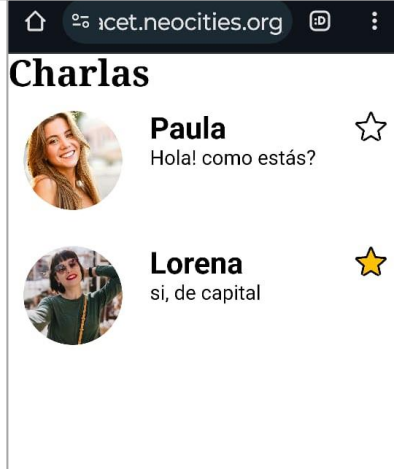 acet.neocities.org :D
Charlas
Paula
Hola! como estás?
Lorena
si, de capital